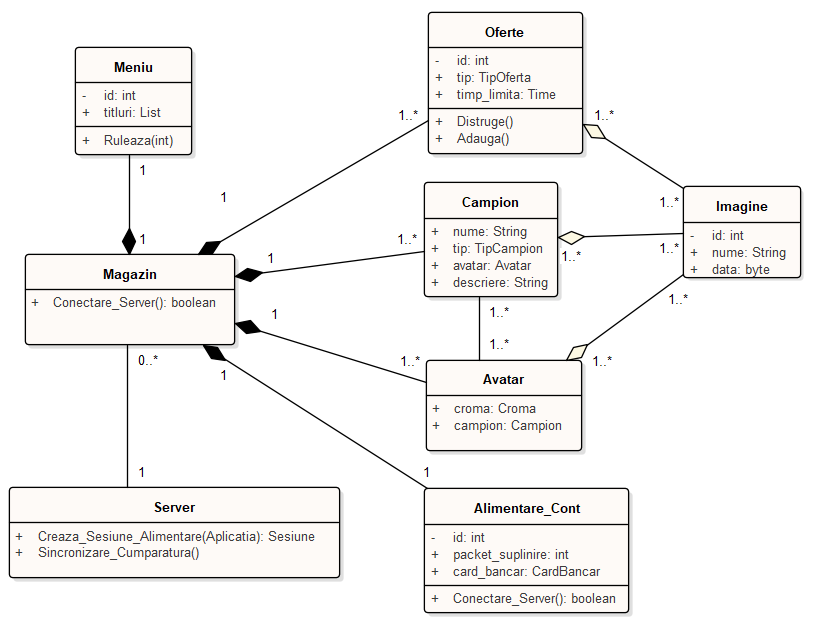 Meniu
- id: int
+ titluri: List
+ Ruleaza(int)
1
1
Oferte
- id: int
+ tip: TipOferta
+ timp_limita: Time
+ Distruge()
+ Adauga()
1..*
1..*
1
1..*
Campion
+ nume: String
+ tip: TipCampion
+ avatar: Avatar
+ descriere: String
1..*
1
1..*
1..*
Imagine
- id: int
+ nume: String
+ data: byte
1..*
Magazin
+ Conectare_Server(): boolean
1
1..*
1..*
1..*
1..*
Avatar
+ croma: Croma
+ campion: Campion
0..*
1
1
1
Server
+ Creaza_Sesiune_Alimentare(Aplicatia): Sesiune
+ Sincronizare_Cumparatura()
Alimentare_Cont
- id: int
+ packet_suplinire: int
+ card_bancar: CardBancar
+ Conectare_Server(): boolean